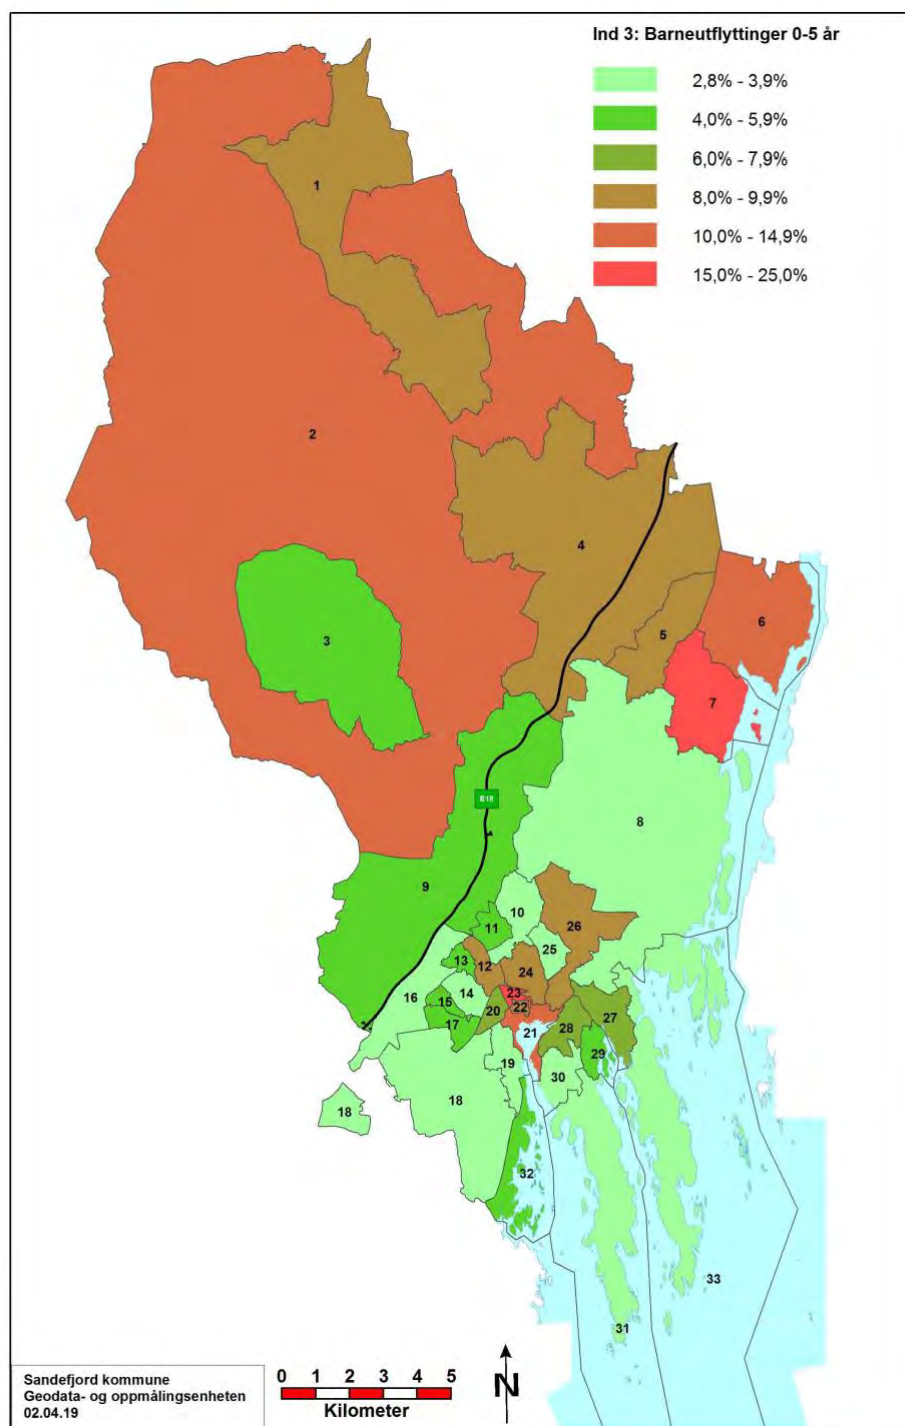 Ind 3: Barneutflyttinger 0-5 år
2,8% - 3,9%
4,0% - 5,9%
6,0% - 7,9%
8,0% - 9,9%
10,0% - 14,9%
15,0% - 25,0%
1
2
3
4
5
6
7
8
E18
9
10
11
26
25
13
12
24
14
16
15
23
22
20
17
21
28
27
29
19
30
18
18
32
33
31
Sandefjord kommune
Geodata- og oppmålingsenheten
02.04.19
0 1 2 3 4 5
Kilometer
N